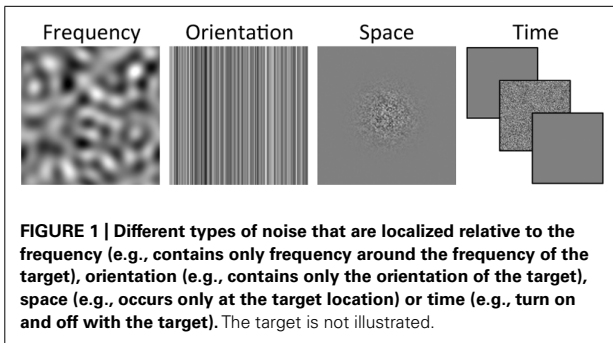 Frequency Orientation Space Time
FIGURE 1 | Different types of noise that are localized relative to the
frequency (e.g., contains only frequency around the frequency of the
target), orientation (e.g., contains only the orientation of the target),
space (e.g., occurs only at the target location) or time (e.g., turn on
and off with the target). The target is not illustrated.